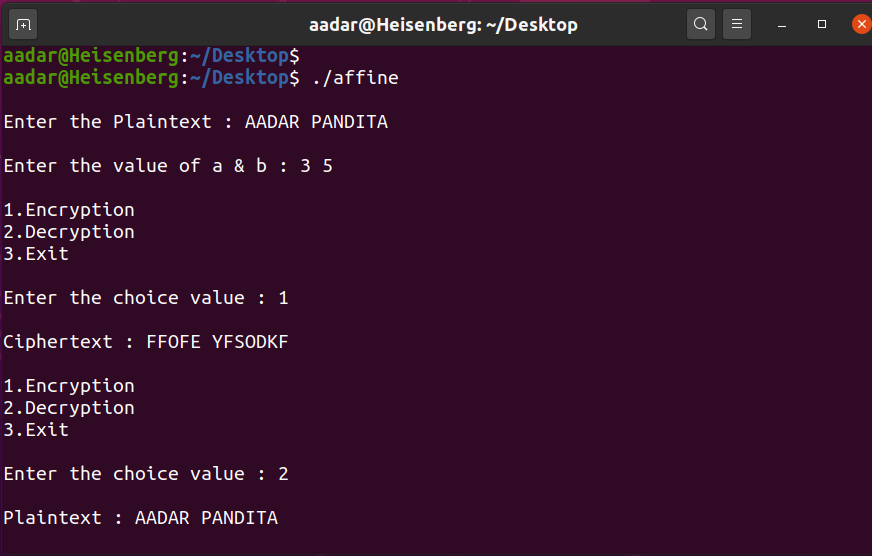 aadar@Heisenberg: ~/Desktop
aadar@Heisenberg:~/Desktop$
aadar@Heisenberg:~/Desktop$ ./affine
Enter the Plaintext : AADAR PANDITA
Enter the value of a & b : 3 5
1.Encryption
2.Decryption
3.Exit
Enter the choice value : 1
Ciphertext : FFOFE YFSODKF
1.Encryption
2.Decryption
3.Exit
Enter the choice value : 2
Plaintext : AADAR PANDITA